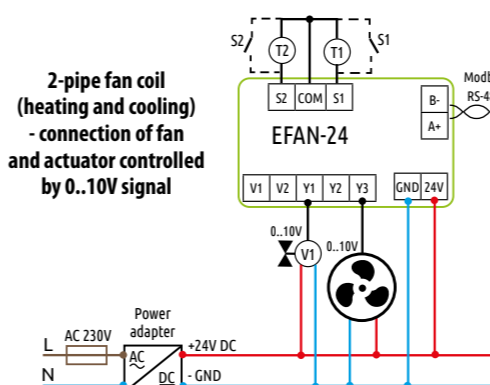 2-pipe fan coil
(heating and cooling)
- connection of fan
and actuator controlled
by 0..10V signal
S2 T2 T1 S1
S2 COM S1
EFAN-24
B-
A+
V1 V2 Y1 Y2 Y3 GND 24V
0..10V
V1
0..10V
Power
adapter
L AC 230V
AC
+24V DC
N
DC
- GND